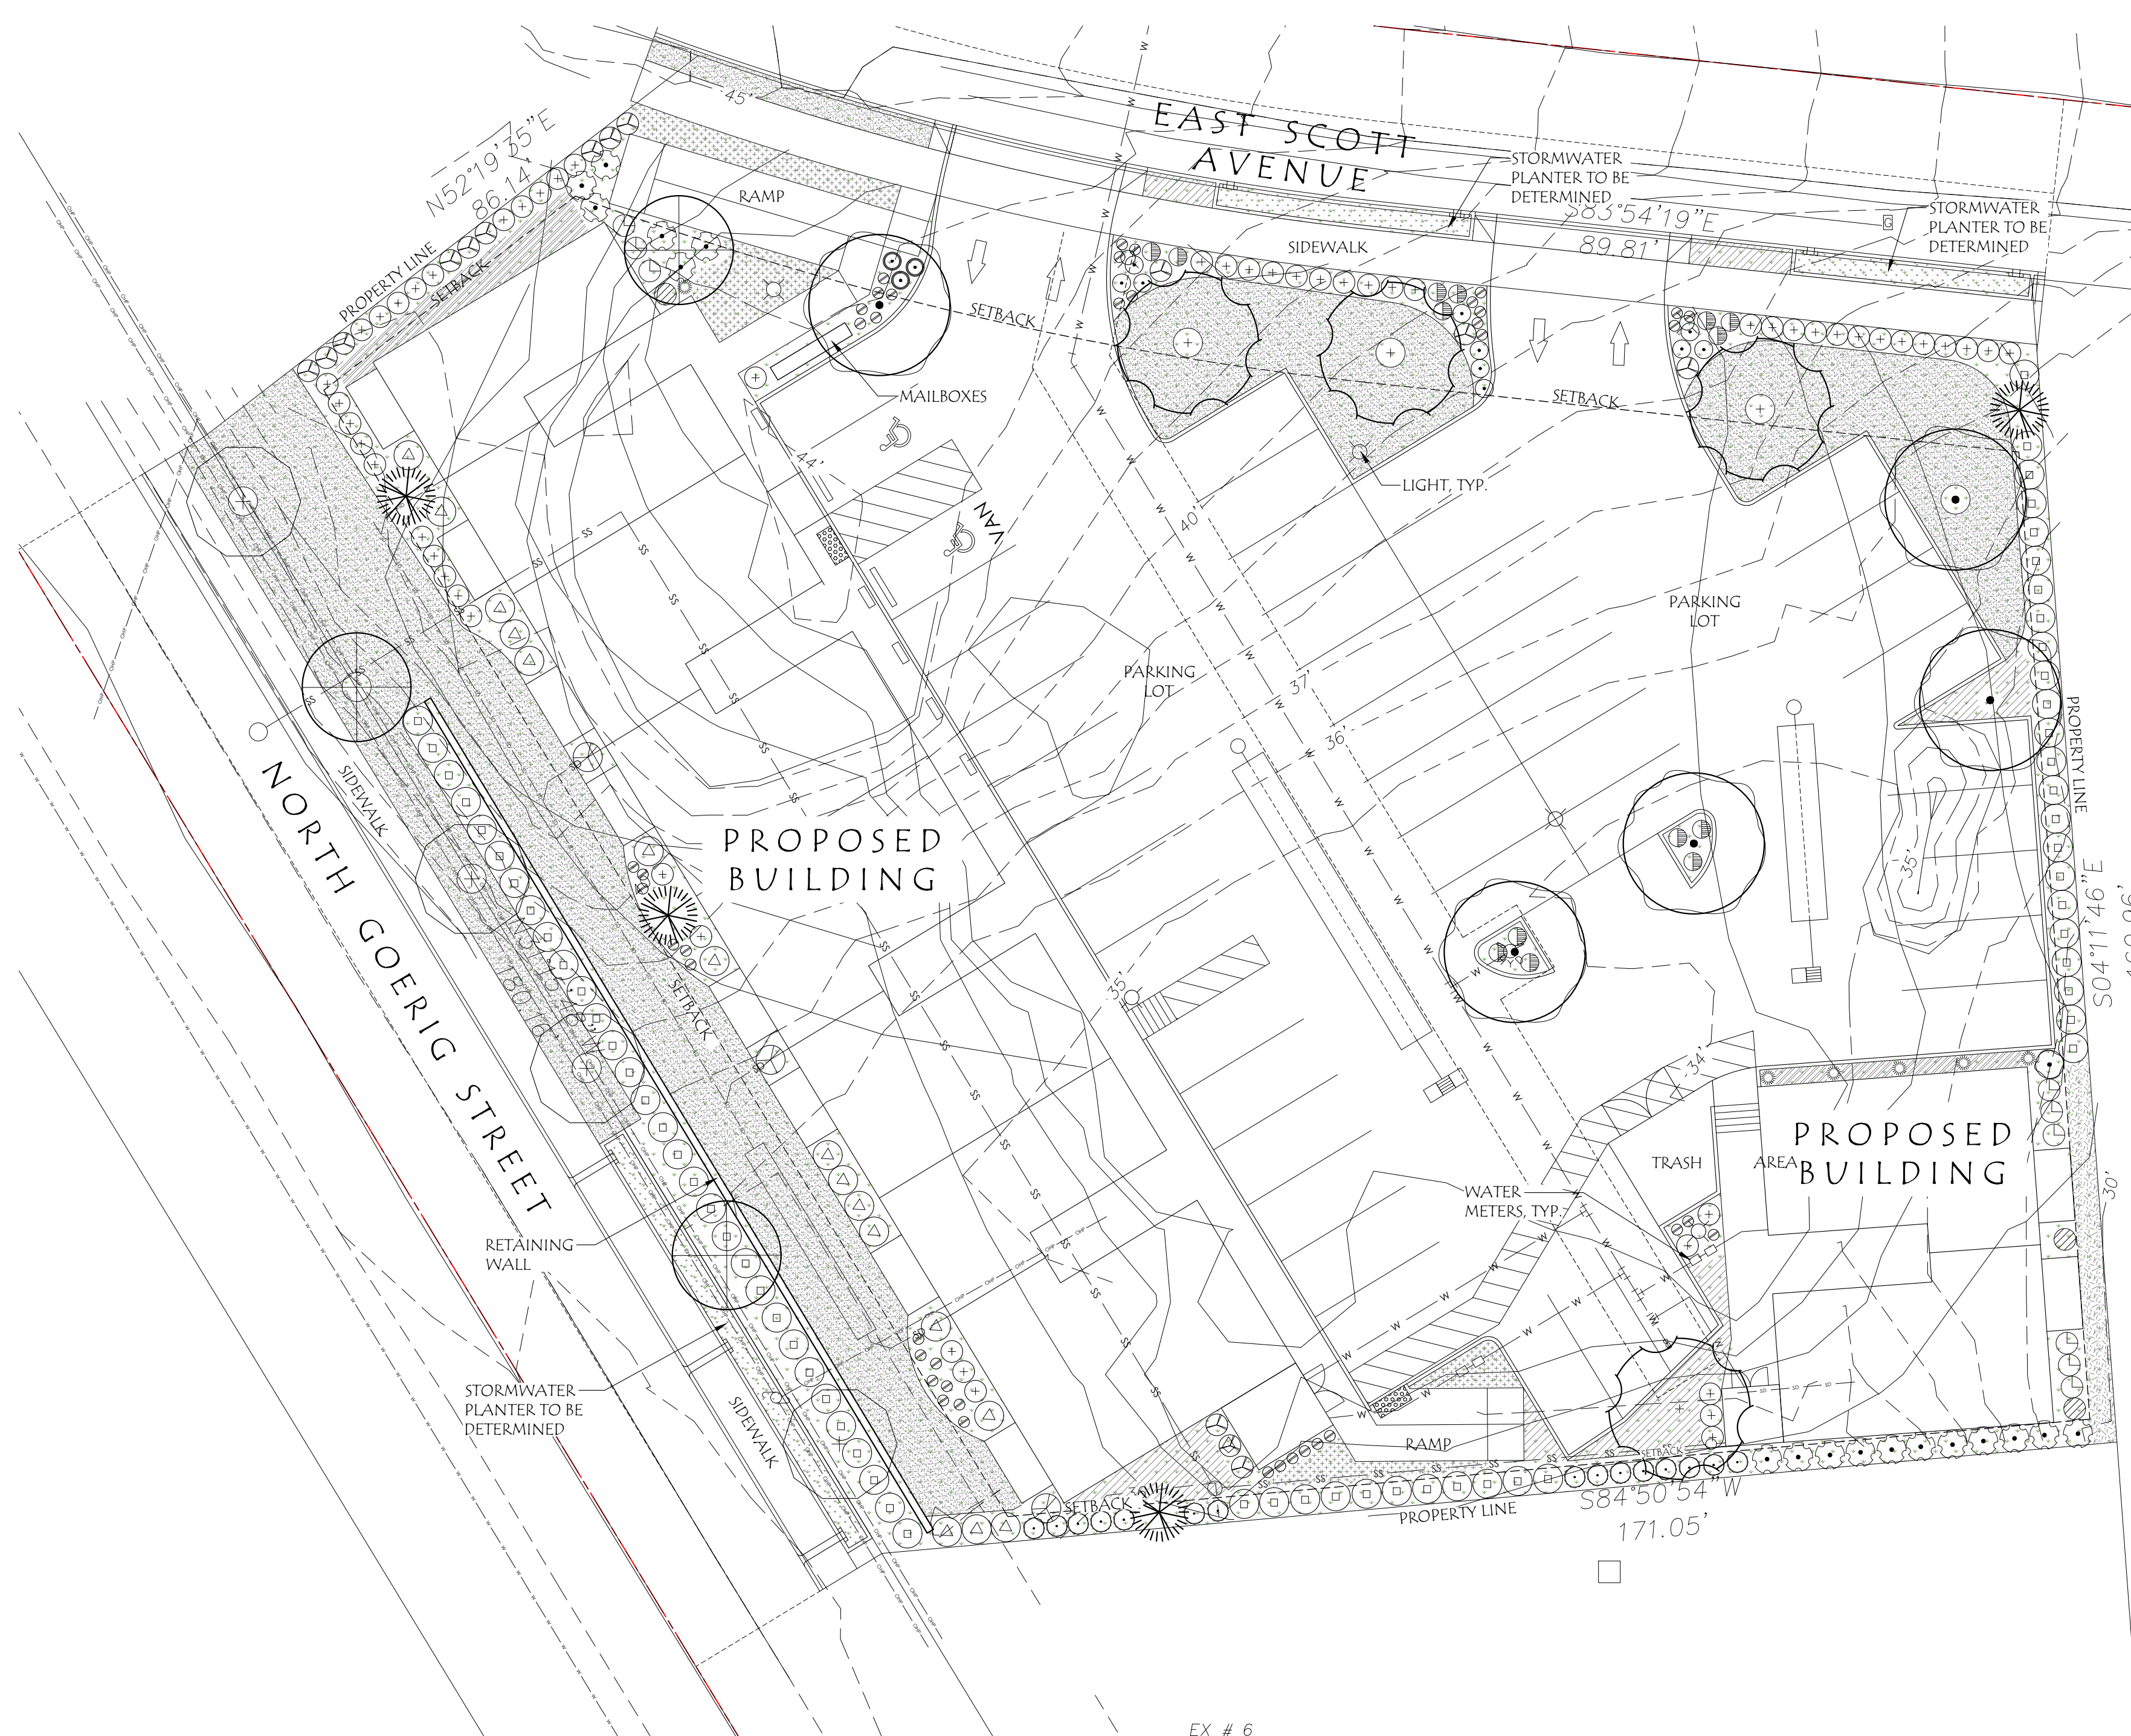 EAST SCOTT
AVENUE
45'
N52°19'35"E
86.14'
RAMP
STORMWATER
PLANTER TO BE
DETERMINED
S83°54'19"E
89.81'
G
STORMWATER
PLANTER TO BE
DETERMINED
SIDEWALK
PROPERTY LINE
SETBACK
SETBACK
SETBACK
MAILBOXES
44'
VAN
LIGHT, TYP.
40'
PARKING
LOT
PARKING
LOT
37'
36'
PROPERTY LINE
SIDEWALK
NORTH GOERIG STREET
PROPOSED
BUILDING
35'
S04°11'46"E
35'
SETBACK
34'
PROPOSED
BUILDING
TRASH AREA
30'
WATER
METERS, TYP.
RETAINING
WALL
STORMWATER
PLANTER TO BE
DETERMINED
SIDEWALK
RAMP
SETBACK
SETBACK
PROPERTY LINE
S84°50'54"W
171.05'
EX # 6